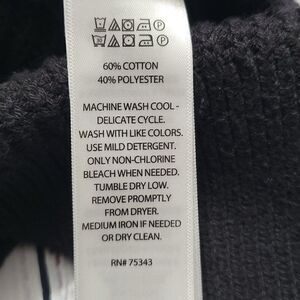 60% COTTON
40% POLYESTER
MACHINE WASH COOL -
DELICATE CYCLE.
WASH WITH LIKE COLORS.
USE MILD DETERGENT.
ONLY NON-CHLORINE
BLEACH WHEN NEEDED.
TUMBLE DRY LOW.
REMOVE PROMPTLY
FROM DRYER.
MEDIUM IRON IF NEEDED
OR DRY CLEAN.
RN# 75343